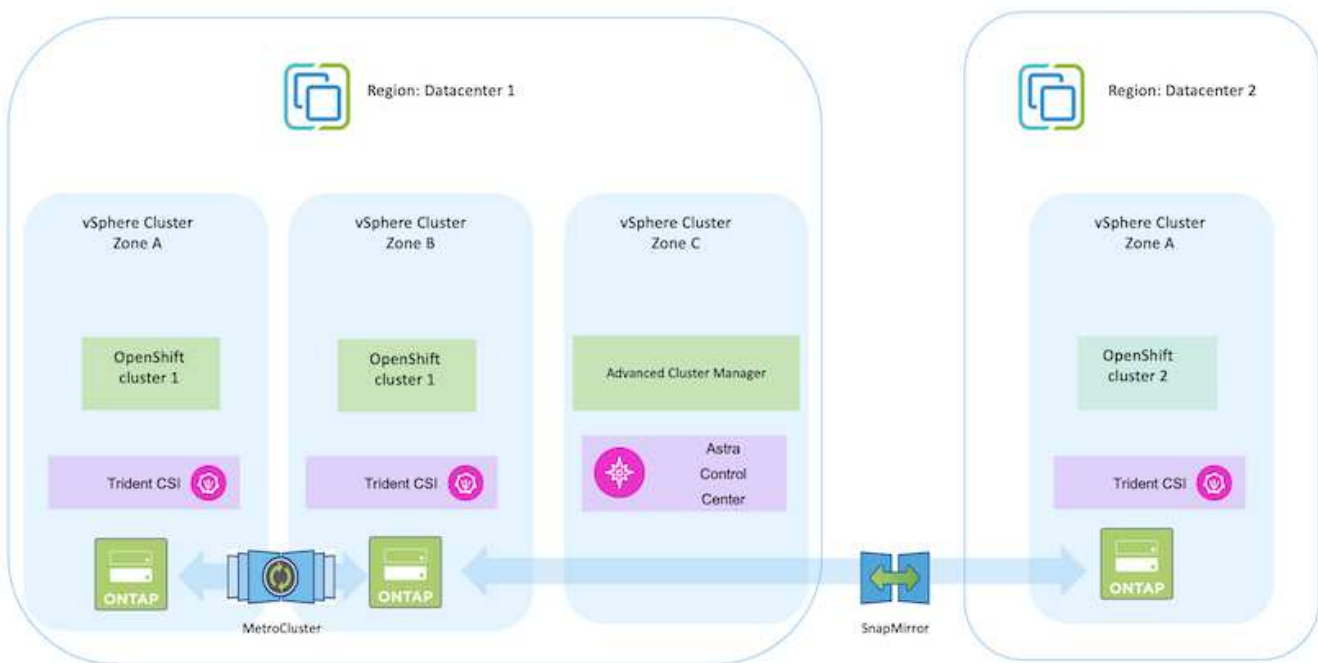 Region: Datacenter 1
Region: Datacenter 2
vSphere Cluster
Zone A
vSphere Cluster
Zone B
vSphere Cluster
Zone C
vSphere Cluster
Zone A
OpenShift
cluster 1
OpenShift
cluster 1
Advanced Cluster Manager
OpenShift
cluster 2
Trident CSI
Trident CSI
Astra
Control
Center
Trident CSI
ONTAP
ONTAP
ONTAP
MetroCluster
SnapMirror